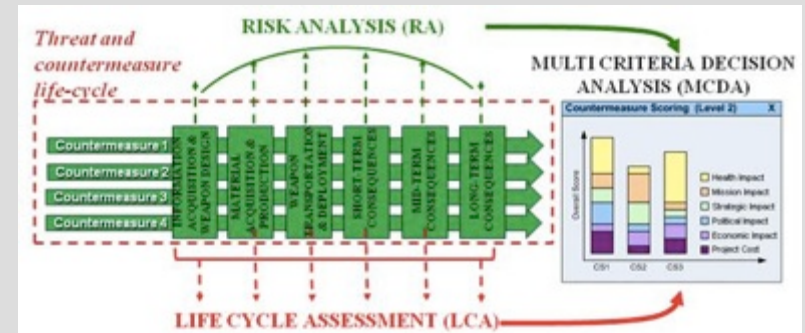 RISK ANALYSIS (RA)
Threat and
countermeasure
life-cycle
MULTI CRITERIA DECISION
ANALYSIS (MCDA)
Countermeasure 1
Countermeasure 2
Countermeasure 3
Countermeasure 4
INFORMATION
ACQUISITION &
WEAPON DESIGN
MATERIAL
ACQUISITION &
PRODUCTION
WEAPON
TRANSPORTATION
& DEPLOYMENT
SHORT-TERM
CONSEQUENCES
MID-TERM
CONSEQUENCES
LONG-TERM
CONSEQUENCES
Countermeasure Scoring (Level 2) X
Overall Score
Health Impact
Mission Impact
Strategic Impact
Political Impact
Economic Impact
Project Cost
CS1 CS2 CS3
LIFE CYCLE ASSESSMENT (LCA)